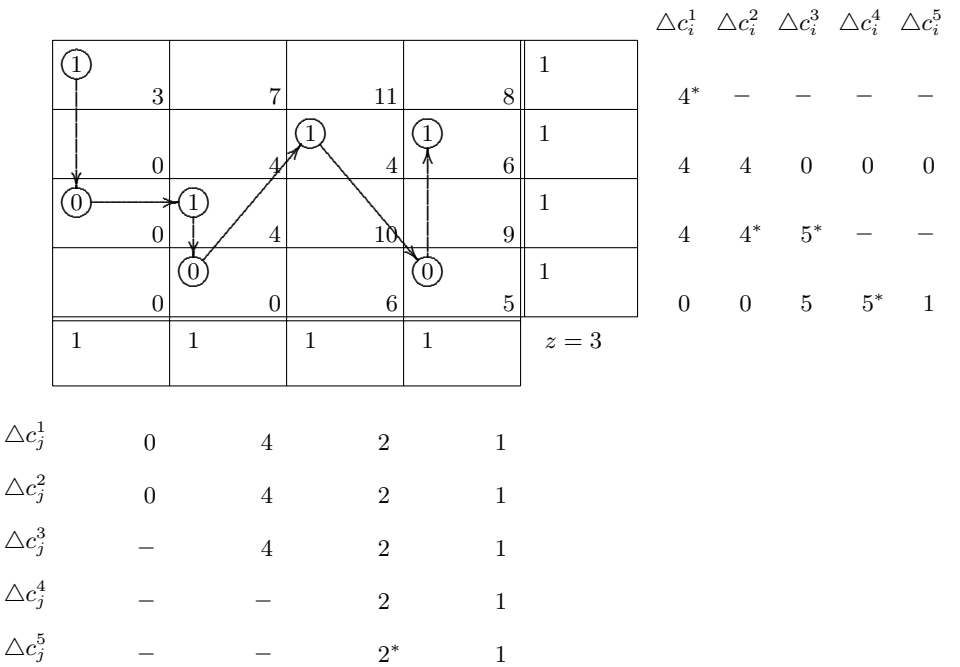 △c_i^1 △c_i^2 △c_i^3 △c_i^4 △c_i^5
1 1
3 7 11 8 4* − − − −
1 1 1
0 4 4 6 4 4 0 0 0
0 1 1
0 4 10 9 4 4* 5* − −
0 0 1
0 0 6 5 0 0 5 5* 1
1 1 1 1 z = 3
△c_j^1 0 4 2 1
△c_j^2 0 4 2 1
△c_j^3 − 4 2 1
△c_j^4 − − 2 1
△c_j^5 − − 2* 1